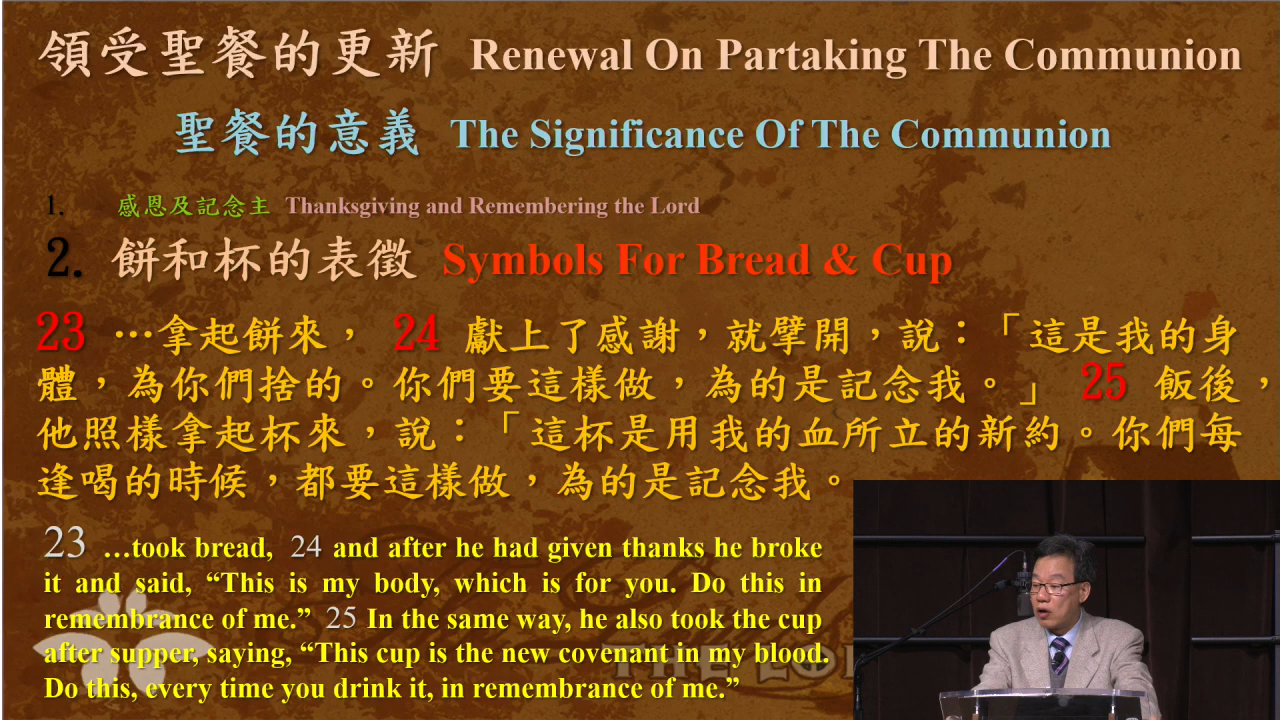 領受聖餐的更新 Renewal On Partaking The Communion
聖餐的意義 The Significance Of The Communion
1. 感恩及記念主 Thanksgiving and Remembering the Lord
2. 餅和杯的表徵 Symbols For Bread & Cup
23 …拿起餅來， 24 獻上了感謝，就擘開，說：「這是我的身
體，為你們捨的。你們要這樣做，為的是記念我。」 25 飯後，
他照樣拿起杯來，說：「這杯是用我的血所立的新約。你們每
逢喝的時候，都要這樣做，為的是記念我。
23 …took bread, 24 and after he had given thanks he broke
it and said, “This is my body, which is for you. Do this in
remembrance of me.” 25 In the same way, he also took the cup
after supper, saying, “This cup is the new covenant in my blood.
Do this, every time you drink it, in remembrance of me.”